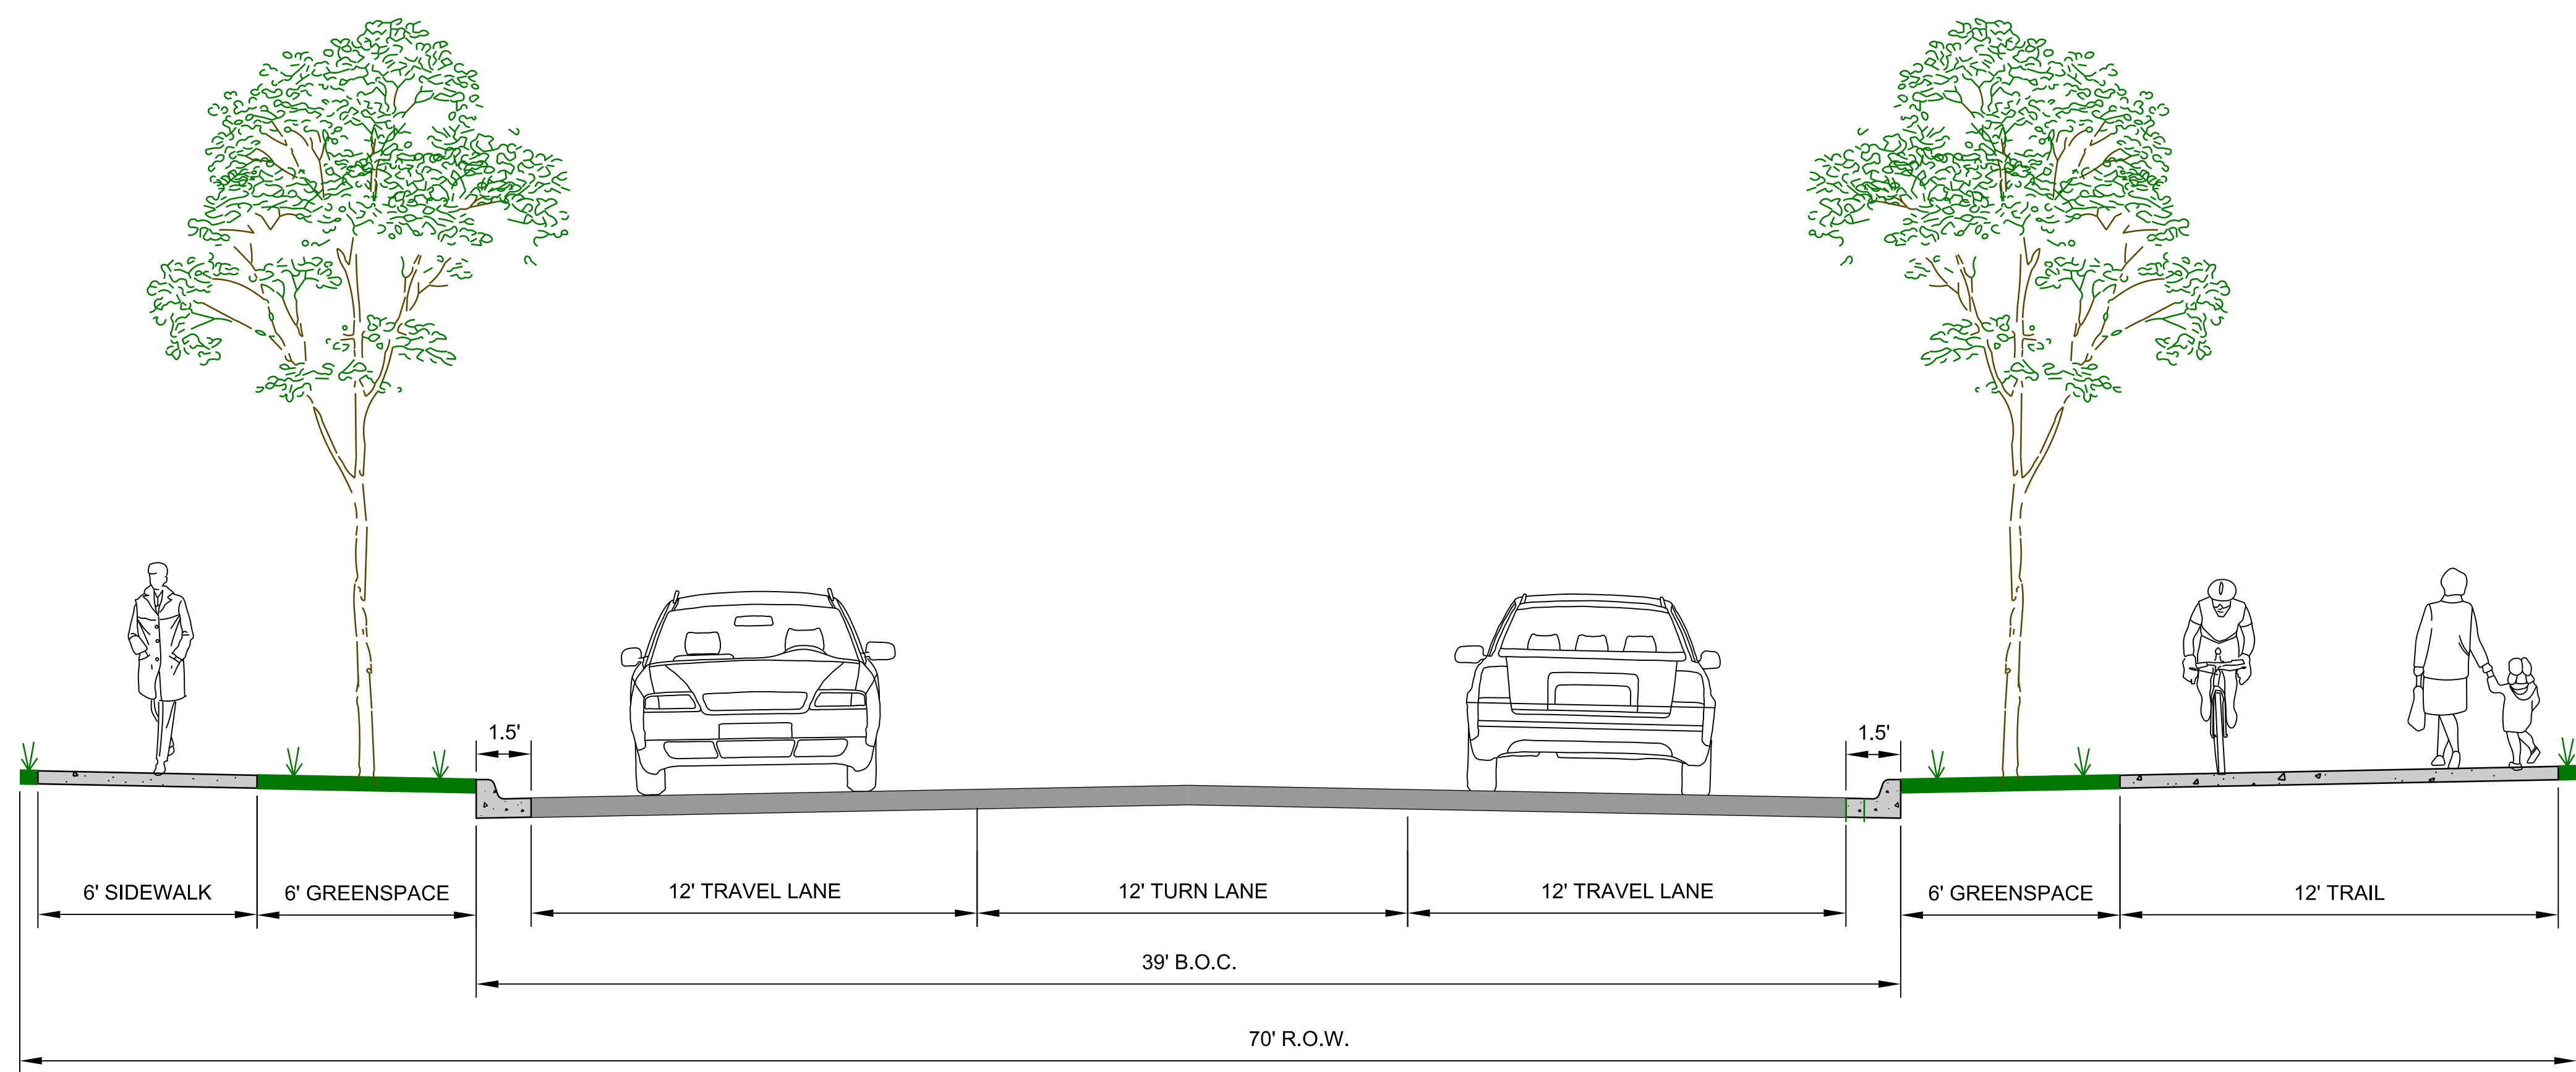 1.5'
1.5'
6' SIDEWALK
6' GREENSPACE
12' TRAVEL LANE
12' TURN LANE
12' TRAVEL LANE
6' GREENSPACE
12' TRAIL
39' B.O.C.
70' R.O.W.